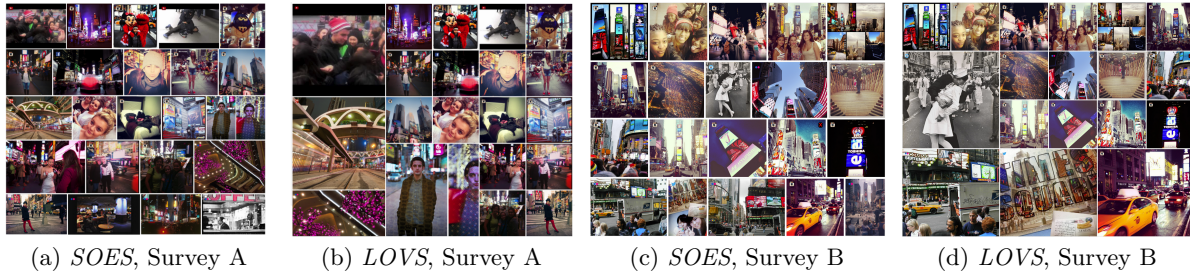 (a) SOES, Survey A
(b) LOVS, Survey A
(c) SOES, Survey B
(d) LOVS, Survey B